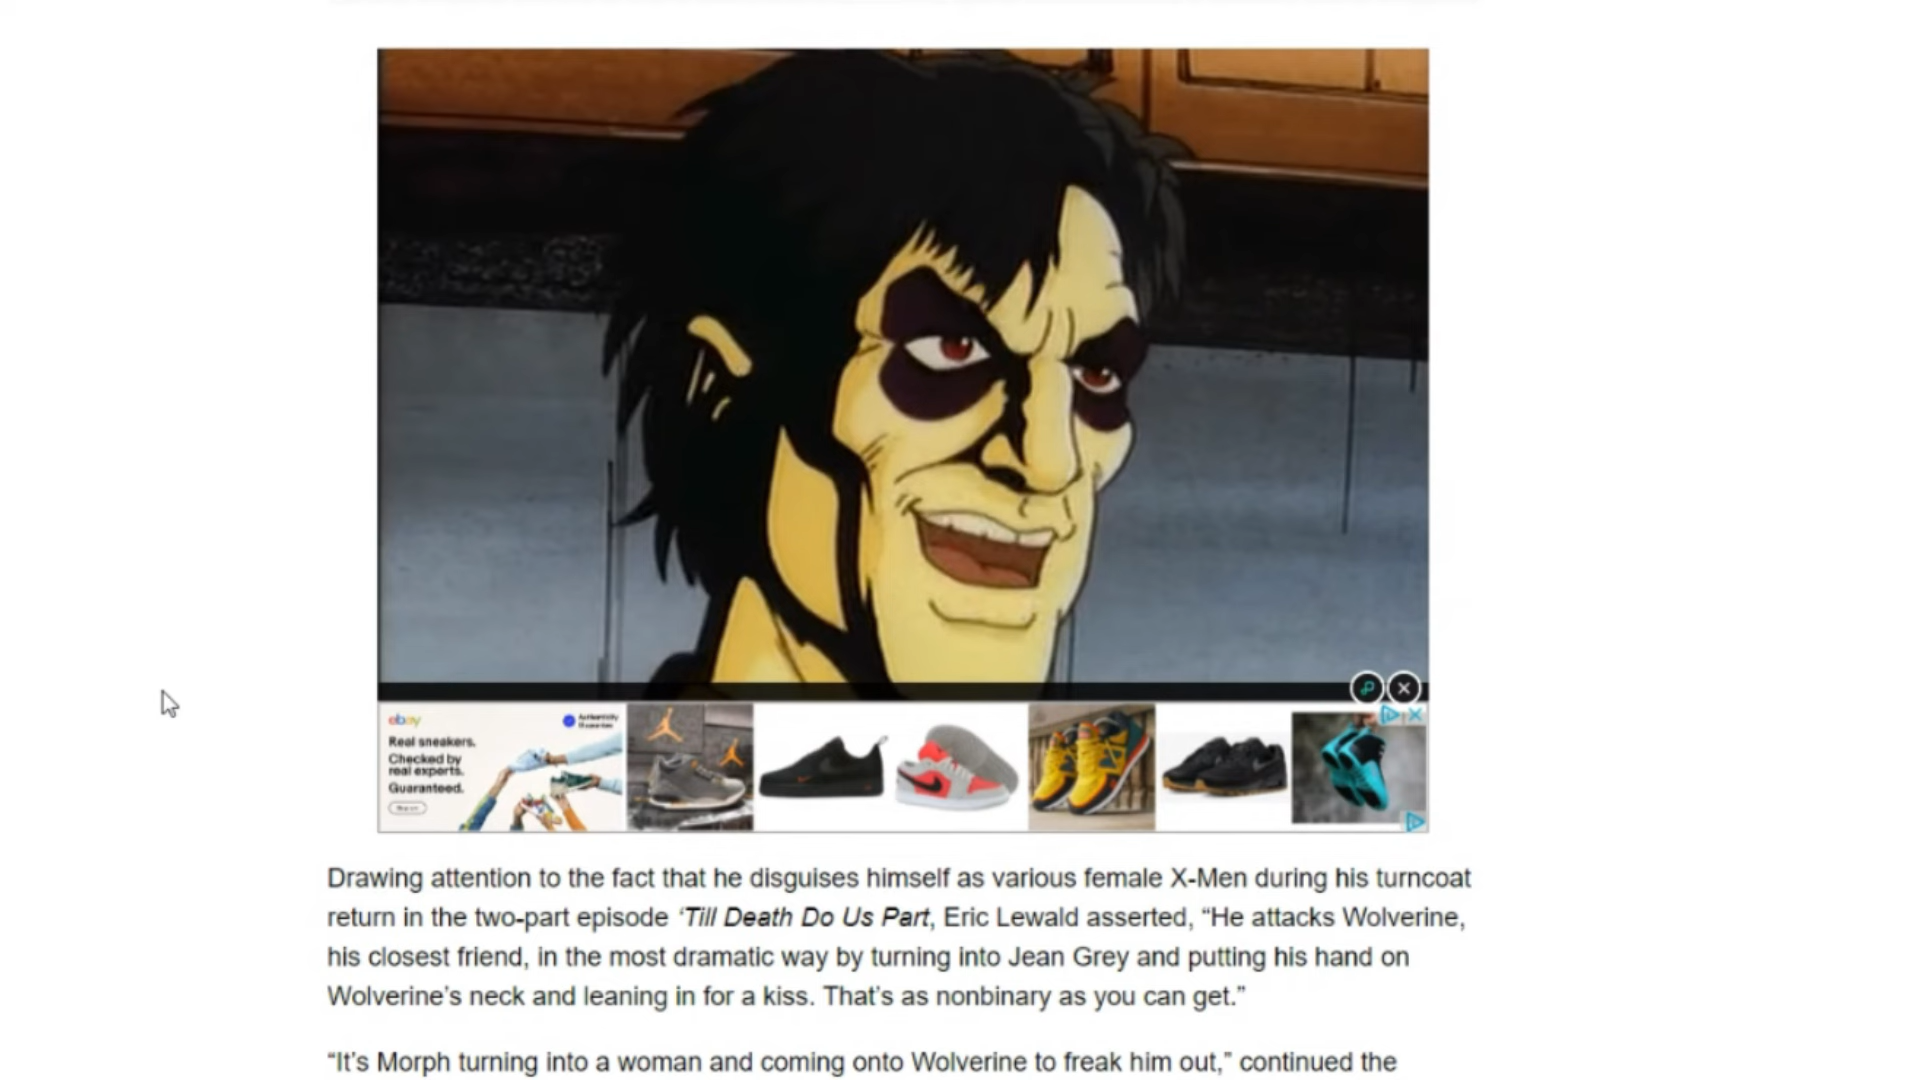 ebay
Authenticity
Guarantee
Real sneakers.
Checked by
real experts.
Guaranteed.
Drawing attention to the fact that he disguises himself as various female X-Men during his turncoat
return in the two-part episode ‘Till Death Do Us Part, Eric Lewald asserted, “He attacks Wolverine,
his closest friend, in the most dramatic way by turning into Jean Grey and putting his hand on
Wolverine’s neck and leaning in for a kiss. That’s as nonbinary as you can get.”
“It’s Morph turning into a woman and coming onto Wolverine to freak him out,” continued the